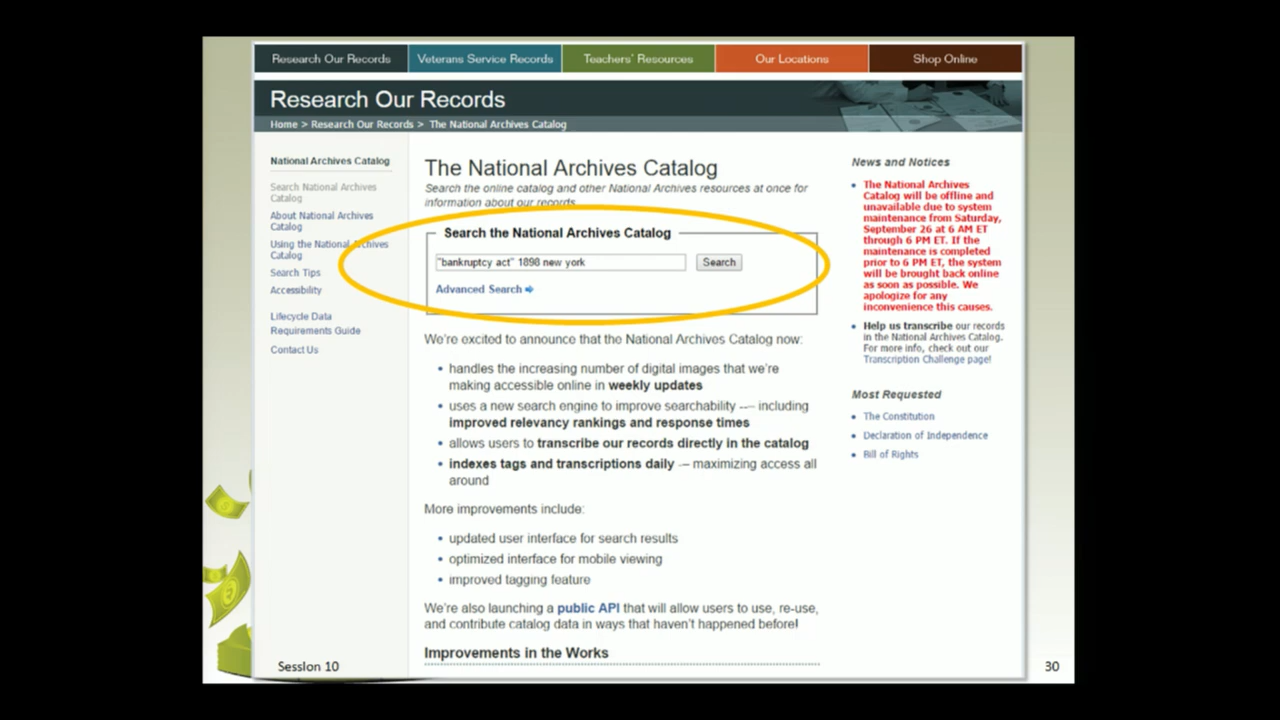 Research Our Records
Veterans Service Records
Teachers' Resources
Our Locations
Shop Online
Research Our Records
Home > Research Our Records > The National Archives Catalog
National Archives Catalog
Search National Archives
Catalog
About National Archives
Catalog
Using the National Archives
Catalog
Search Tips
Accessibility
Lifecycle Data
Requirements Guide
Contact Us
The National Archives Catalog
Search the online catalog and other National Archives resources at once for
information about our records.
Search the National Archives Catalog
"bankruptcy act" 1898 new york
Search
Advanced Search
We're excited to announce that the National Archives Catalog now:
• handles the increasing number of digital images that we're
making accessible online in weekly updates
• uses a new search engine to improve searchability --- including
improved relevancy rankings and response times
• allows users to transcribe our records directly in the catalog
• indexes tags and transcriptions daily -- maximizing access all
around
More improvements include:
• updated user interface for search results
• optimized interface for mobile viewing
• improved tagging feature
We're also launching a public API that will allow users to use, re-use,
and contribute catalog data in ways that haven't happened before!
Improvements in the Works
News and Notices
• The National Archives
Catalog will be offline and
unavailable due to system
maintenance from Saturday,
September 26 at 6 AM ET
through 6 PM ET. If the
maintenance is completed
prior to 6 PM ET, the system
will be brought back online
as soon as possible. We
apologize for any
inconvenience this causes.
• Help us transcribe our records
in the National Archives Catalog.
For more info, check out our
Transcription Challenge page!
Most Requested
• The Constitution
• Declaration of Independence
• Bill of Rights
Session 10
30